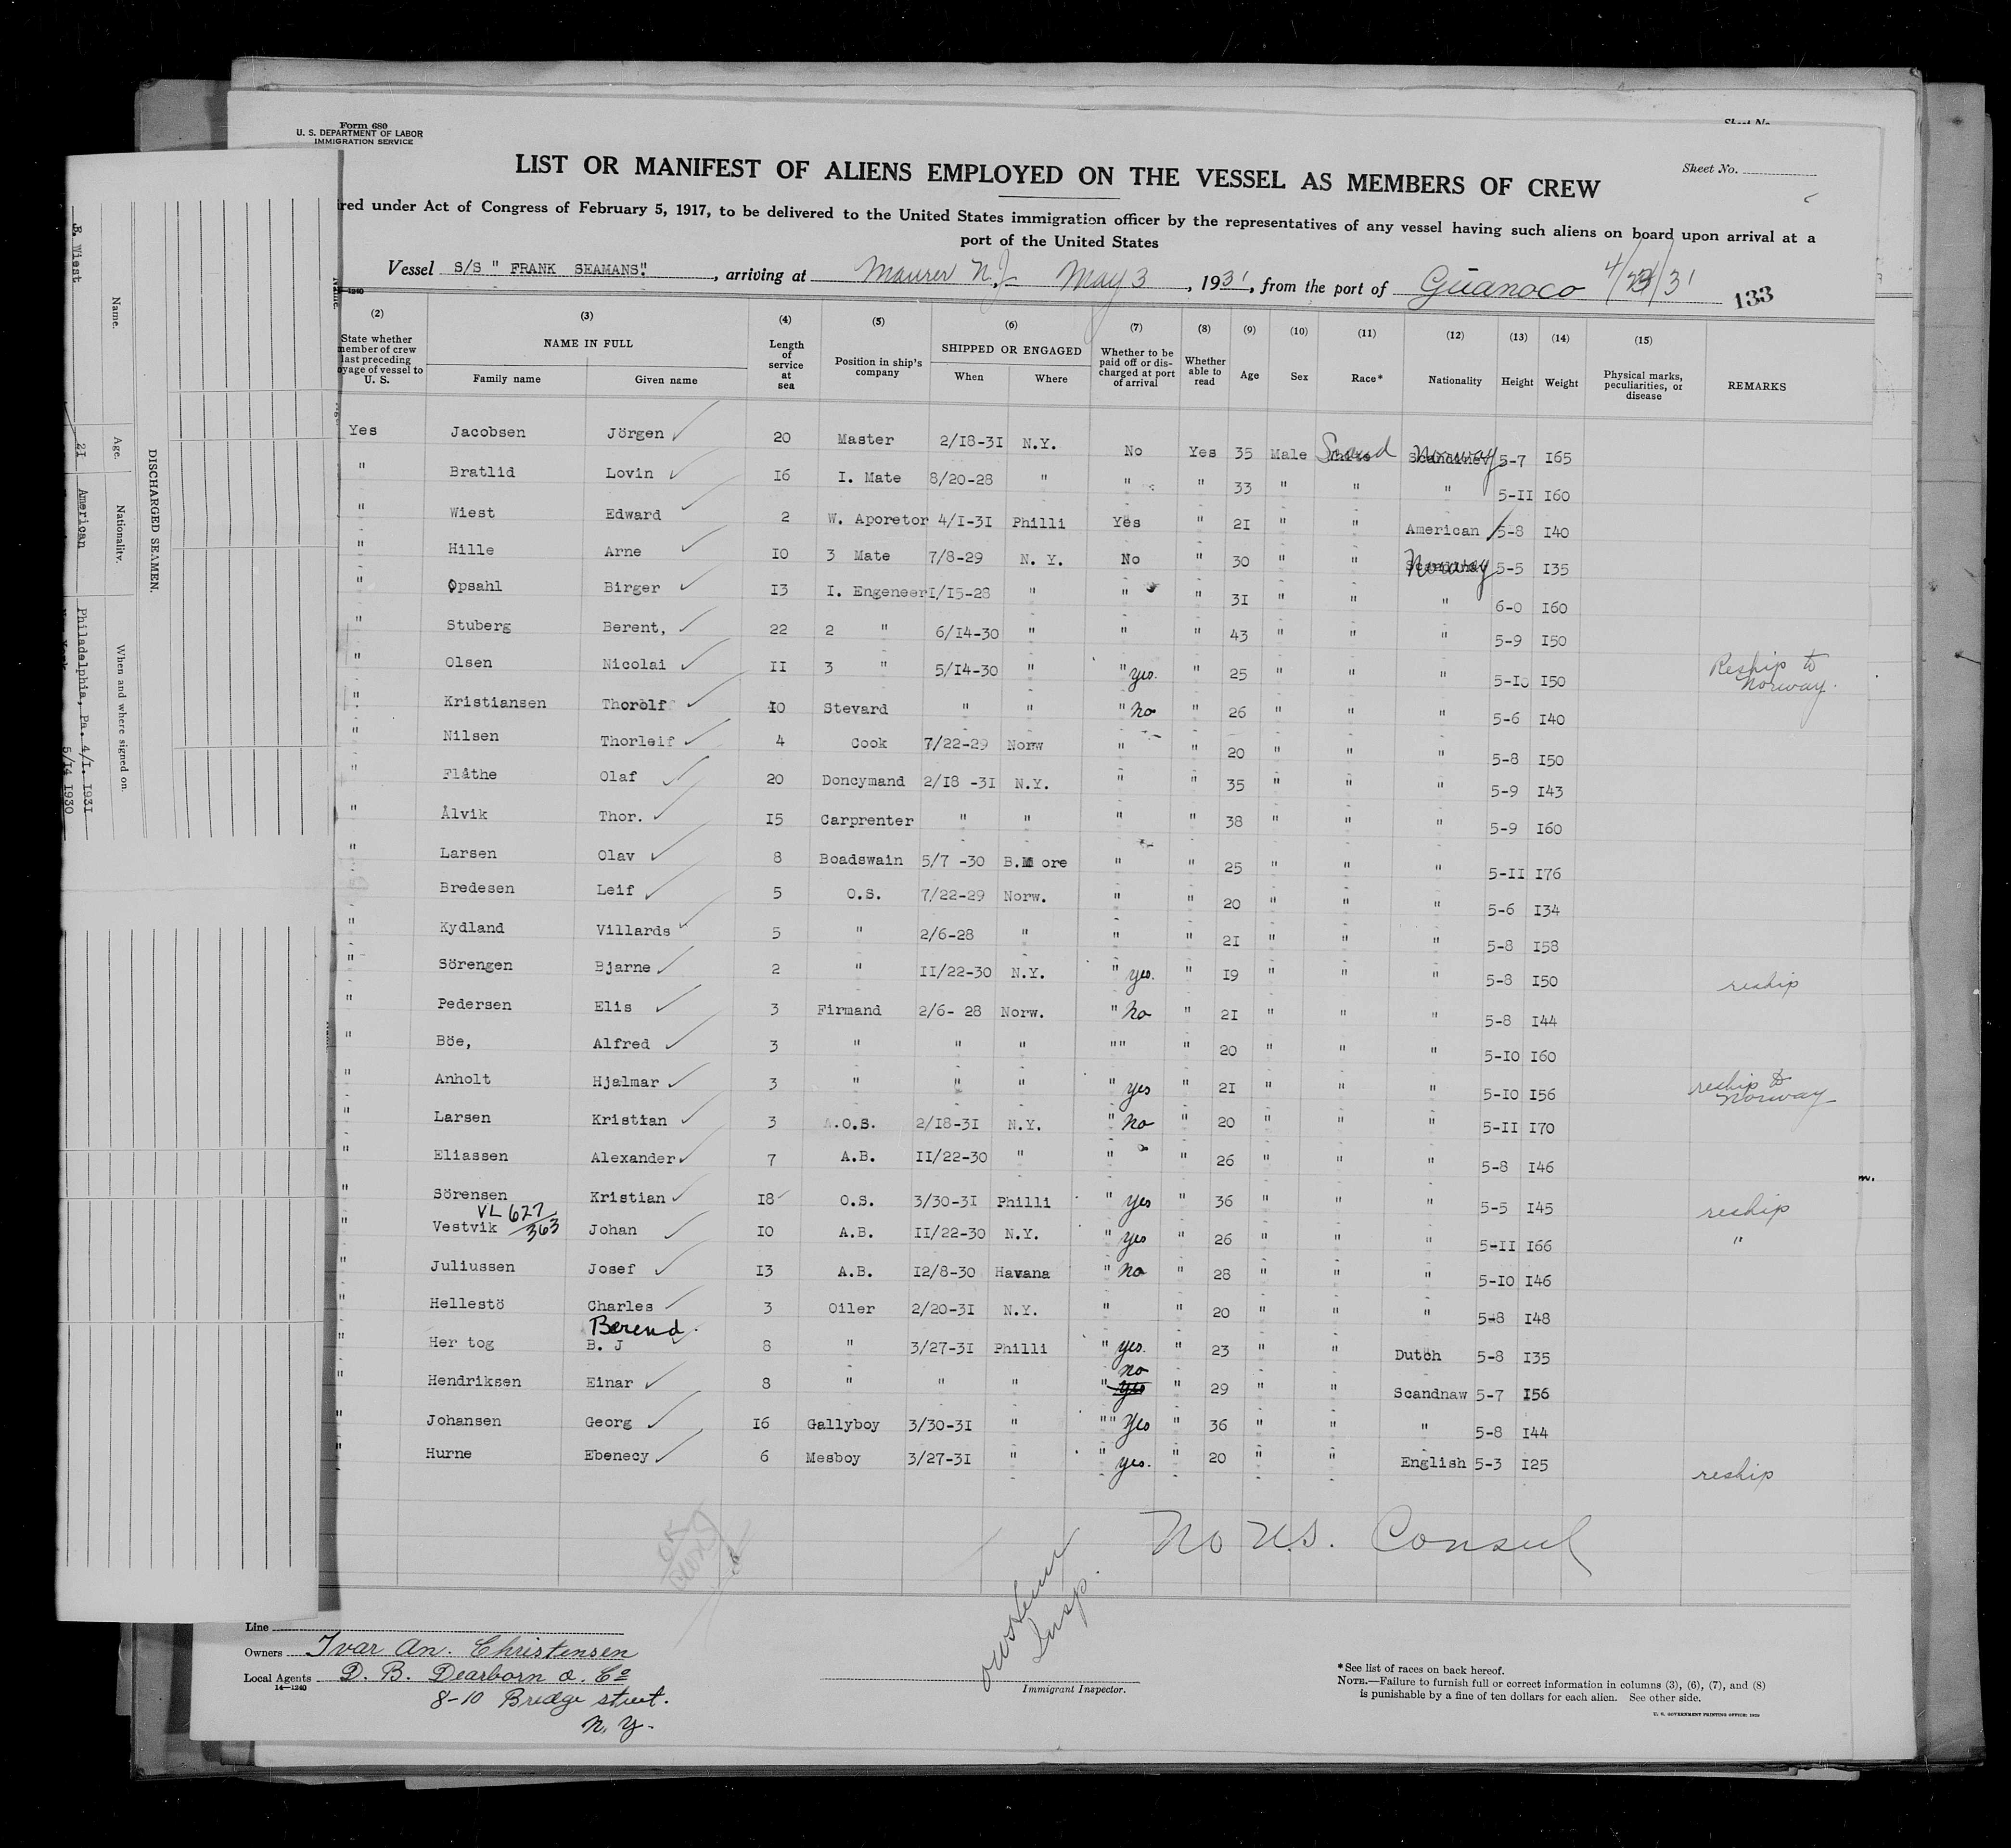 Form 680
U. S. DEPARTMENT OF LABOR
IMMIGRATION SERVICE
Sheet No.
LIST OR MANIFEST OF ALIENS EMPLOYED ON THE VESSEL AS MEMBERS OF CREW
red under Act of Congress of February 5, 1917, to be delivered to the United States immigration officer by the representatives of any vessel having such aliens on board upon arrival at a
port of the United States
Vessel S/S " FRANK SEAMANS". , arriving at Maurer N.J. May 3 , 1931, from the port of Guanoco 4/23/31 133
(2) (3) (4) (5) (6) (7) (8) (9) (10) (11) (12) (13) (14) (15)
State whether member of crew last preceding yage of vessel to U. S. NAME IN FULL Family name Given name Length of service at sea Position in ship's company SHIPPED OR ENGAGED When Where Whether to be paid off or discharged at port of arrival Whether able to read Age Sex Race* Nationality Height Weight Physical marks, peculiarities, or disease REMARKS
Yes Jacobsen Jörgen 20 Master 2/18-31 N.Y. No Yes 35 Male Scand Norway 5-7 165
" Bratlid Lovin 16 I. Mate 8/20-28 " " " 33 " " " 5-11 160
" Wiest Edward 2 W. Aporetor 4/1-31 Philli Yes " 21 " " American 5-8 140
" Hille Arne 10 3 Mate 7/8-29 N. Y. No " 30 " " Norway 5-5 135
" Opsahl Birger 13 I. Engeneer 1/15-28 " " " 31 " " " 6-0 160
" Stuberg Berent, 22 2 " 6/14-30 " " " 43 " " " 5-9 150
" Olsen Nicolai 11 3 " 5/14-30 " " yes. " 25 " " " 5-10 150 Reship to Norway.
" Kristiansen Thorolf 10 Stevard " " " no " 26 " " " 5-6 140
" Nilsen Thorleif 4 Cook 7/22-29 Norw " " 20 " " " 5-8 150
" Flåthe Olaf 20 Doncymand 2/18 -31 N.Y. " " 35 " " " 5-9 143
" Ålvik Thor. 15 Carprenter " " " " 38 " " " 5-9 160
" Larsen Olav 8 Boadswain 5/7 -30 B.M ore " " 25 " " " 5-11 176
" Bredesen Leif 5 O.S. 7/22-29 Norw. " " 20 " " " 5-6 134
" Kydland Villards 5 " 2/6-28 " " " 21 " " " 5-8 158
" Sörengen Bjarne 2 " 11/22-30 N.Y. " yes. " 19 " " " 5-8 150 reship
" Pedersen Elis 3 Firmand 2/6- 28 Norw. " No " 21 " " " 5-8 144
" Böe, Alfred 3 " " " "" " 20 " " " 5-10 160
" Anholt Hjalmar 3 " " " " yes " 21 " " " 5-10 156 reship to Norway
" Larsen Kristian 3 .O.S. 2/18-31 N.Y. " No " 20 " " " 5-11 170
" Eliassen Alexander 7 A.B. 11/22-30 " " " 26 " " " 5-8 146
" Sörensen Kristian 18 O.S. 3/30-31 Philli " yes " 36 " " " 5-5 145 reship
VL 627/363
" Vestvik Johan 10 A.B. 11/22-30 N.Y. " yes " 26 " " " 5-11 166 "
" Juliussen Josef 13 A.B. 12/8-30 Havana " No " 28 " " " 5-10 146
" Hellestö Charles 3 Oiler 2/20-31 N.Y. " " 20 " " " 5-8 148
Berend.
" Her tog B. J 8 " 3/27-31 Philli " yes. " 23 " " Dutch 5-8 135
" Hendriksen Einar 8 " " " " no yes " 29 " " Scandnaw 5-7 156
" Johansen Georg 16 Gallyboy 3/30-31 " "" Yes " 36 " " " 5-8 144
" Hurne Ebenecy 6 Mesboy 3/27-31 " " yes. " 20 " " English 5-3 125 reship
No U.S. Consul
Insp.
Immigrant Inspector.
Line
Owners Ivar An. Christensen
Local Agents D. B. Dearborn & Co
14—1240
8-10 Bredge street.
N. Y.
*See list of races on back hereof.
NOTE.—Failure to furnish full or correct information in columns (3), (6), (7), and (8)
is punishable by a fine of ten dollars for each alien. See other side.
U. S. GOVERNMENT PRINTING OFFICE: 1929
DISCHARGED SEAMEN.
Name. Age. Nationality. When and where signed on.
E. Wiest 21 American Philadelphia, Pa. 4/1. 1931
5/14 1930